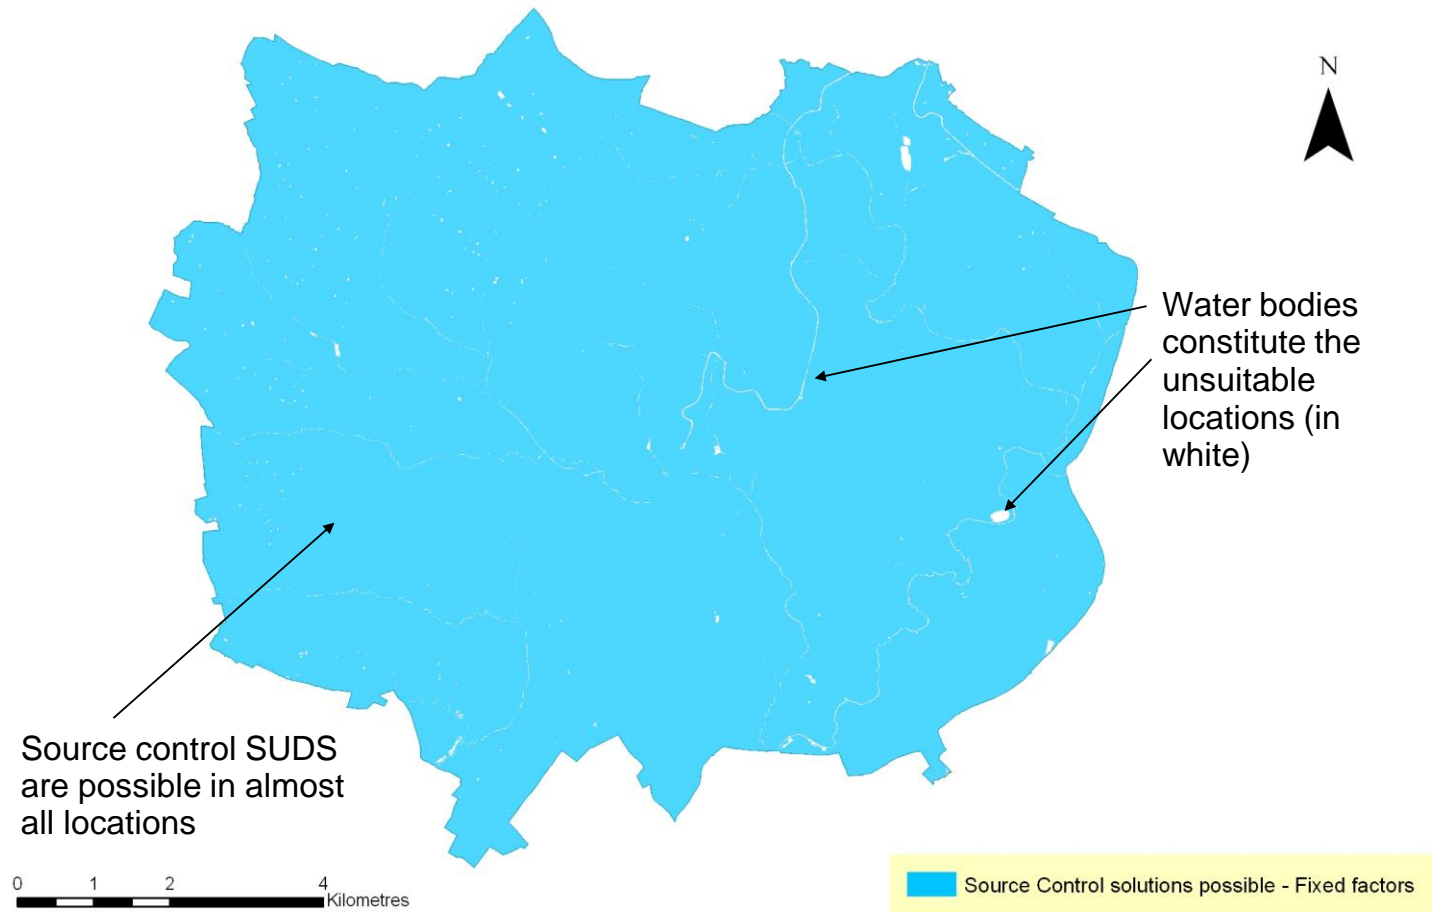 N
Water bodies
constitute the
unsuitable
locations (in
white)
Source control SUDS
are possible in almost
all locations
0 1 2 4
Kilometres
Source Control solutions possible - Fixed factors